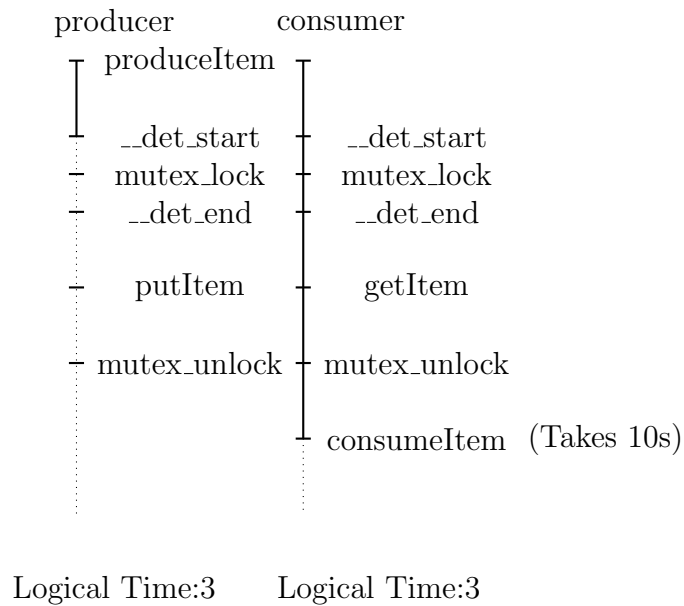 producer consumer
produceItem
__det_start __det_start
mutex_lock mutex_lock
__det_end __det_end
putItem getItem
mutex_unlock mutex_unlock
consumeItem (Takes 10s)
Logical Time:3 Logical Time:3